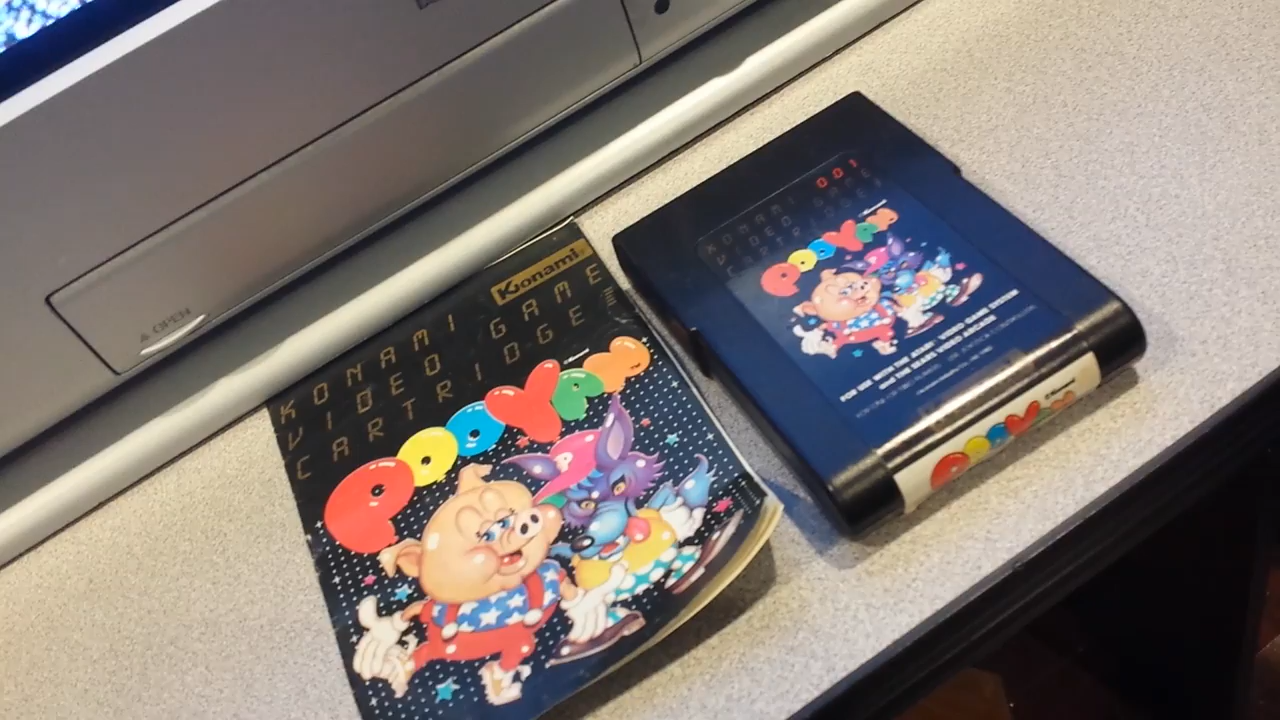 ▲ OPEN
Konami
KONAMI GAME
VIDEO
CARTRIDGE
POOYAN
001
KONAMI GAME
VIDEO
CARTRIDGE
Konami
POOYAN
FOR USE WITH THE ATARI VIDEO GAME SYSTEM
and THE SEARS VIDEO ARCADE
POOYAN